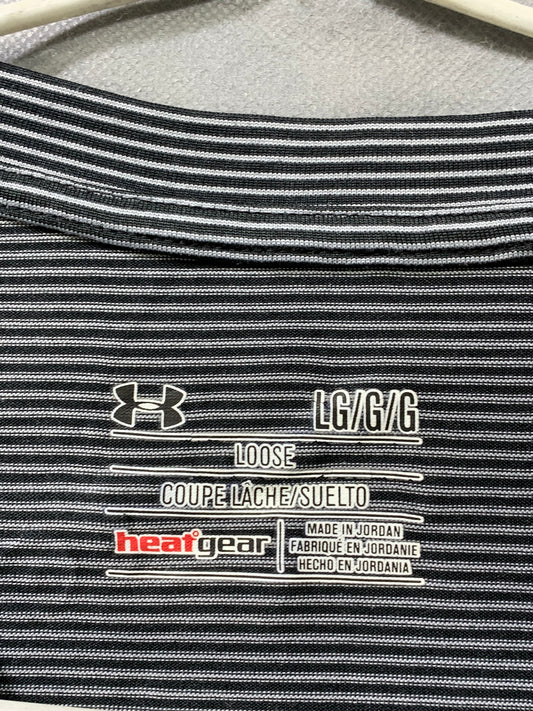 LG/G/G
LOOSE
COUPE LÂCHE/SUELTO
heatgear
MADE IN JORDAN
FABRIQUÉ EN JORDANIE
HECHO EN JORDANIA